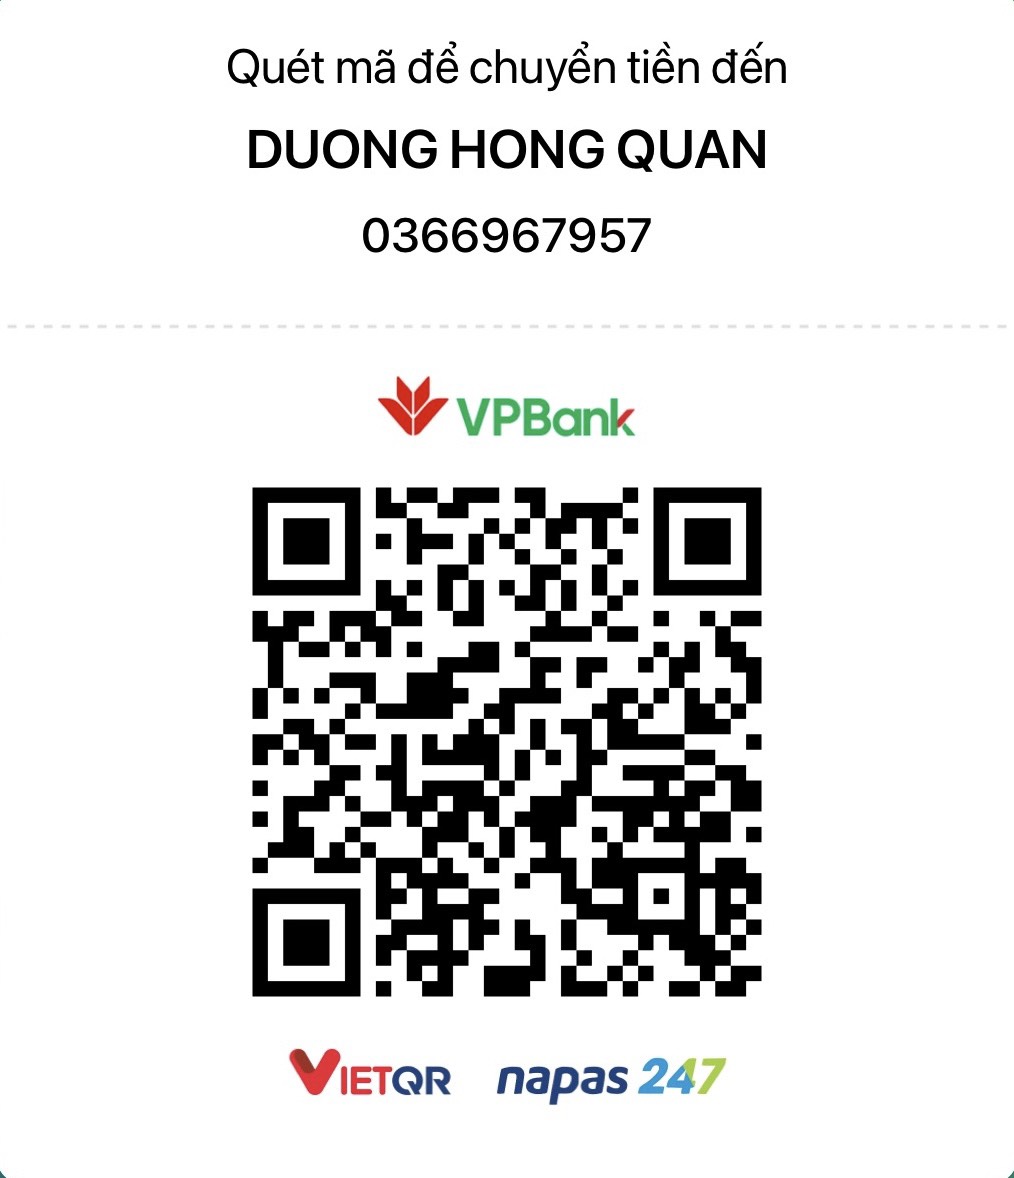 Quét mã để chuyển tiền đến
DUONG HONG QUAN
0366967957
VPBank
VIETQR napas 247